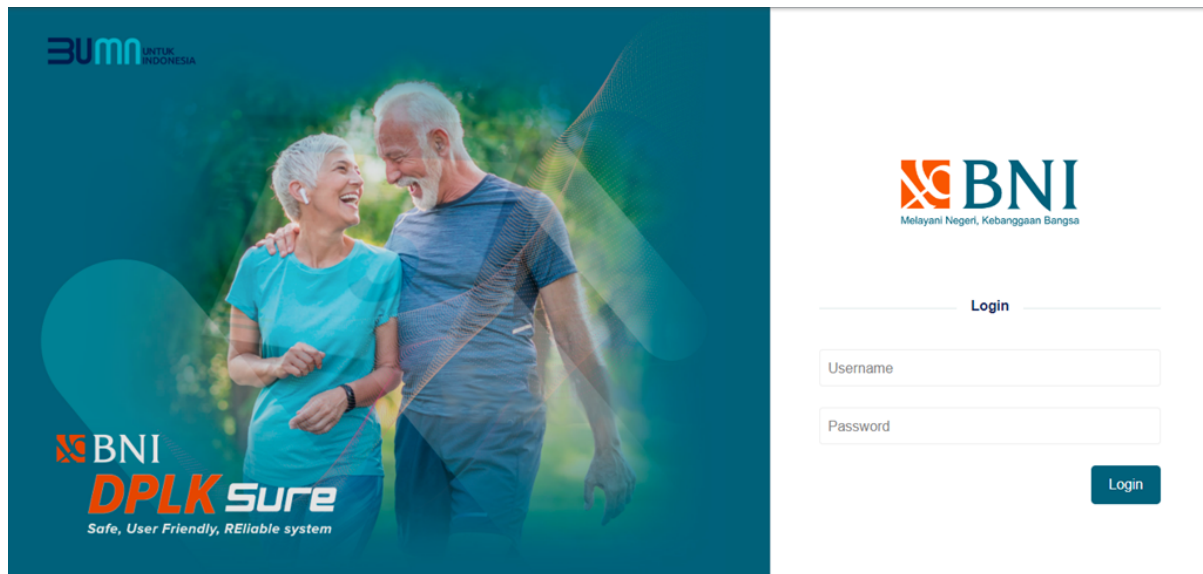 BUMN UNTUK
INDONESIA
BNI
DPLK Sure
Safe, User Friendly, REliable system
BNI
Melayani Negeri, Kebanggaan Bangsa
Login
Username
Password
Login